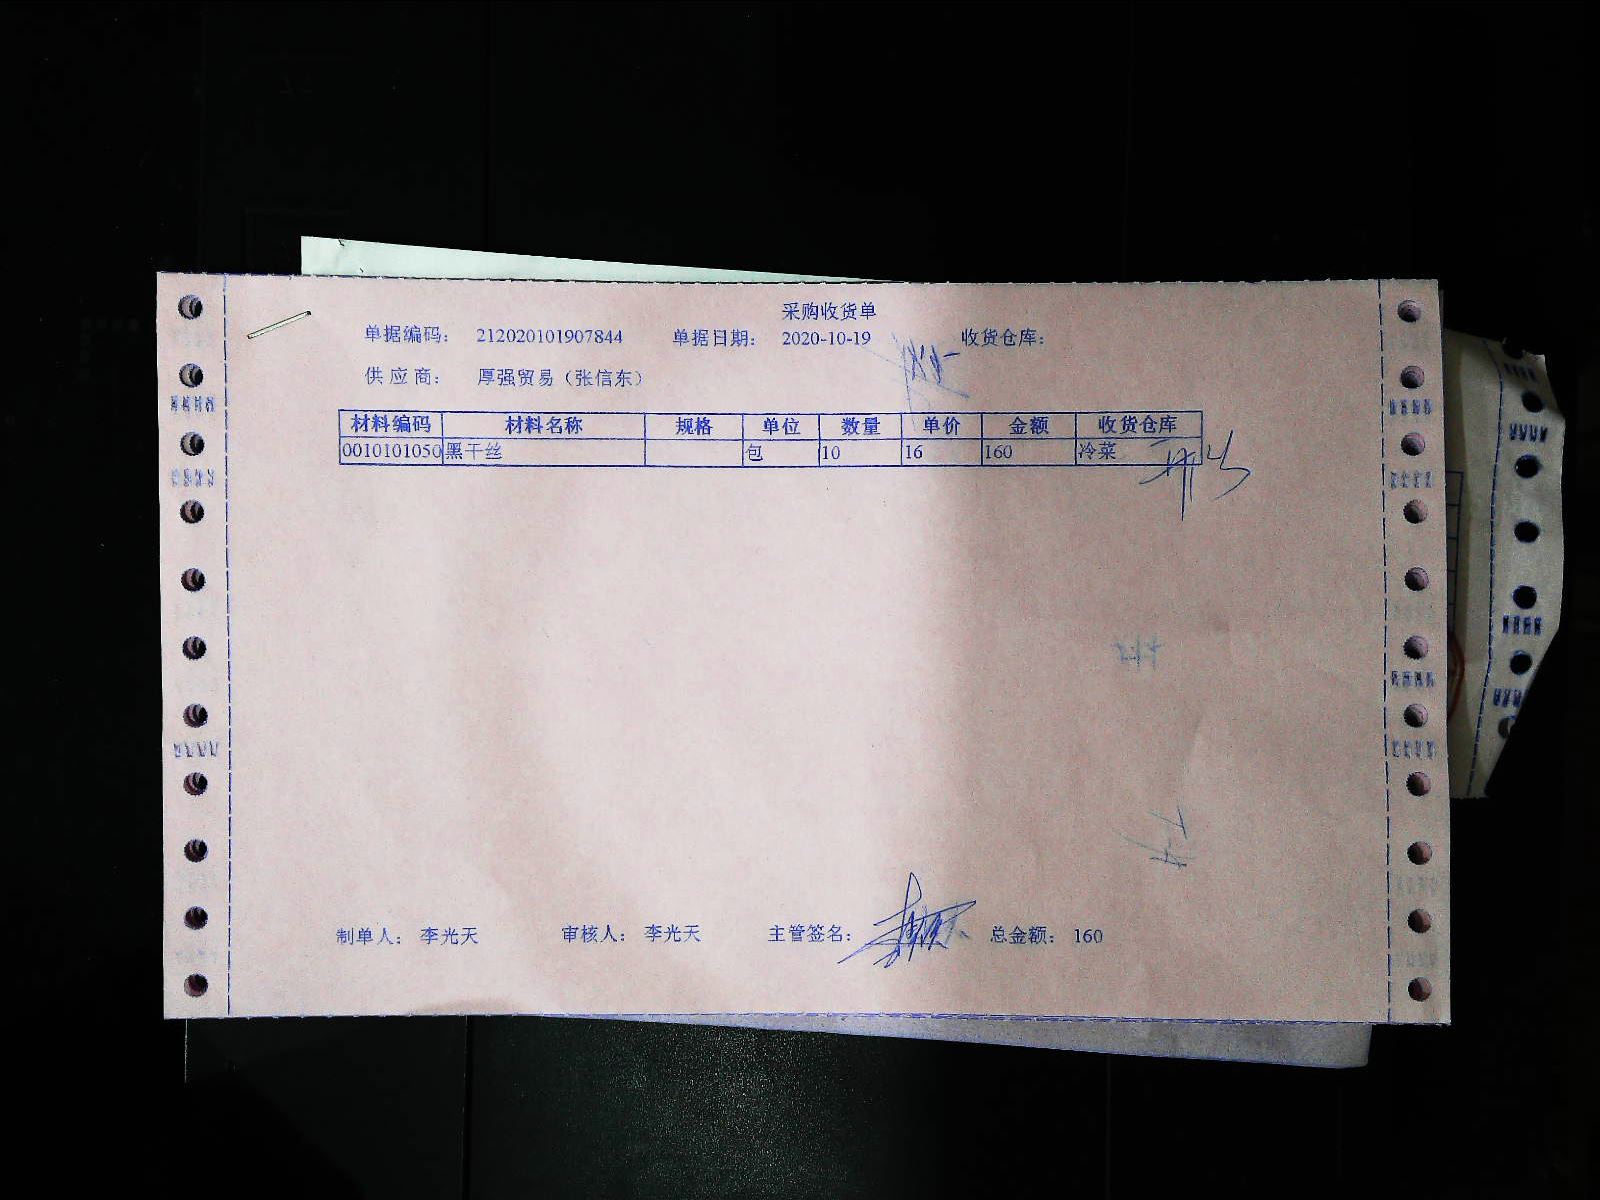 采购收货单
单据编码： 212020101907844 单据日期： 2020-10-19 收货仓库：
供 应 商： 厚强贸易（张信东）
材料编码 材料名称 规格 单位 数量 单价 金额 收货仓库
0010101050 黑干丝 包 10 16 160 冷菜
制单人： 李光天 审核人： 李光天 主管签名： 总金额： 160